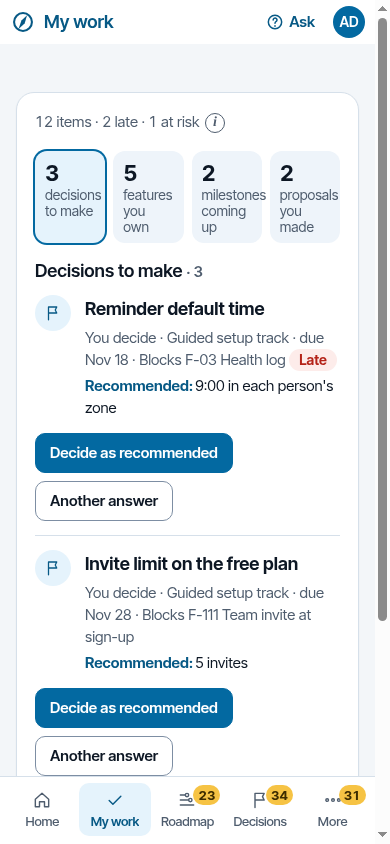 My work
Ask
AD
12 items · 2 late · 1 at risk i
3
decisions
to make
5
features
you
own
2
milestones
coming
up
2
proposals
you
made
Decisions to make · 3
Reminder default time
You decide · Guided setup track · due
Nov 18 · Blocks F-03 Health log Late
Recommended: 9:00 in each person's
zone
Decide as recommended
Another answer
Invite limit on the free plan
You decide · Guided setup track · due
Nov 28 · Blocks F-111 Team invite at
sign-up
Recommended: 5 invites
Decide as recommended
Another answer
23
34
31
Home
My work
Roadmap
Decisions
More